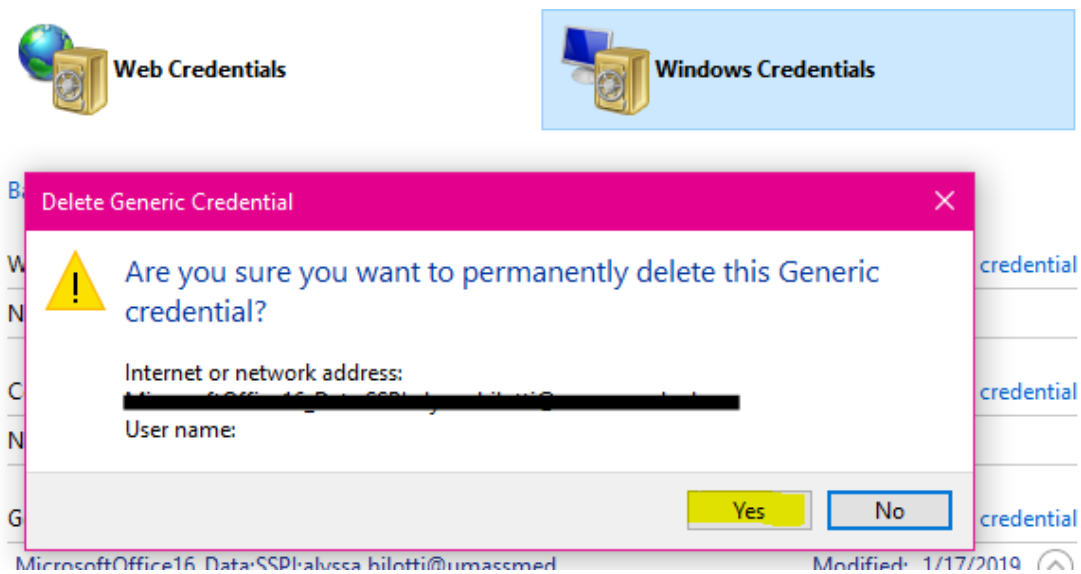 Web Credentials
Windows Credentials
Ba
Delete Generic Credential
W
Are you sure you want to permanently delete this Generic
credential?
credential
N
Internet or network address:
C
credential
User name:
N
Yes
No
G
credential
MicrosoftOffice16_Data:SSPI:alyssa.bilotti@umassmed
Modified: 1/17/2019